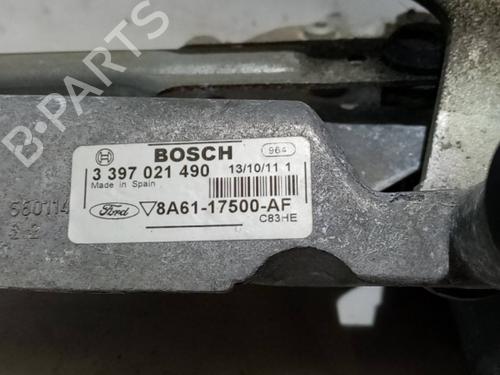 B-PARTS
BOSCH
964
3 397 021 490 13/10/11 1
Made in Spain
Ford 8A61-17500-AF
C83HE